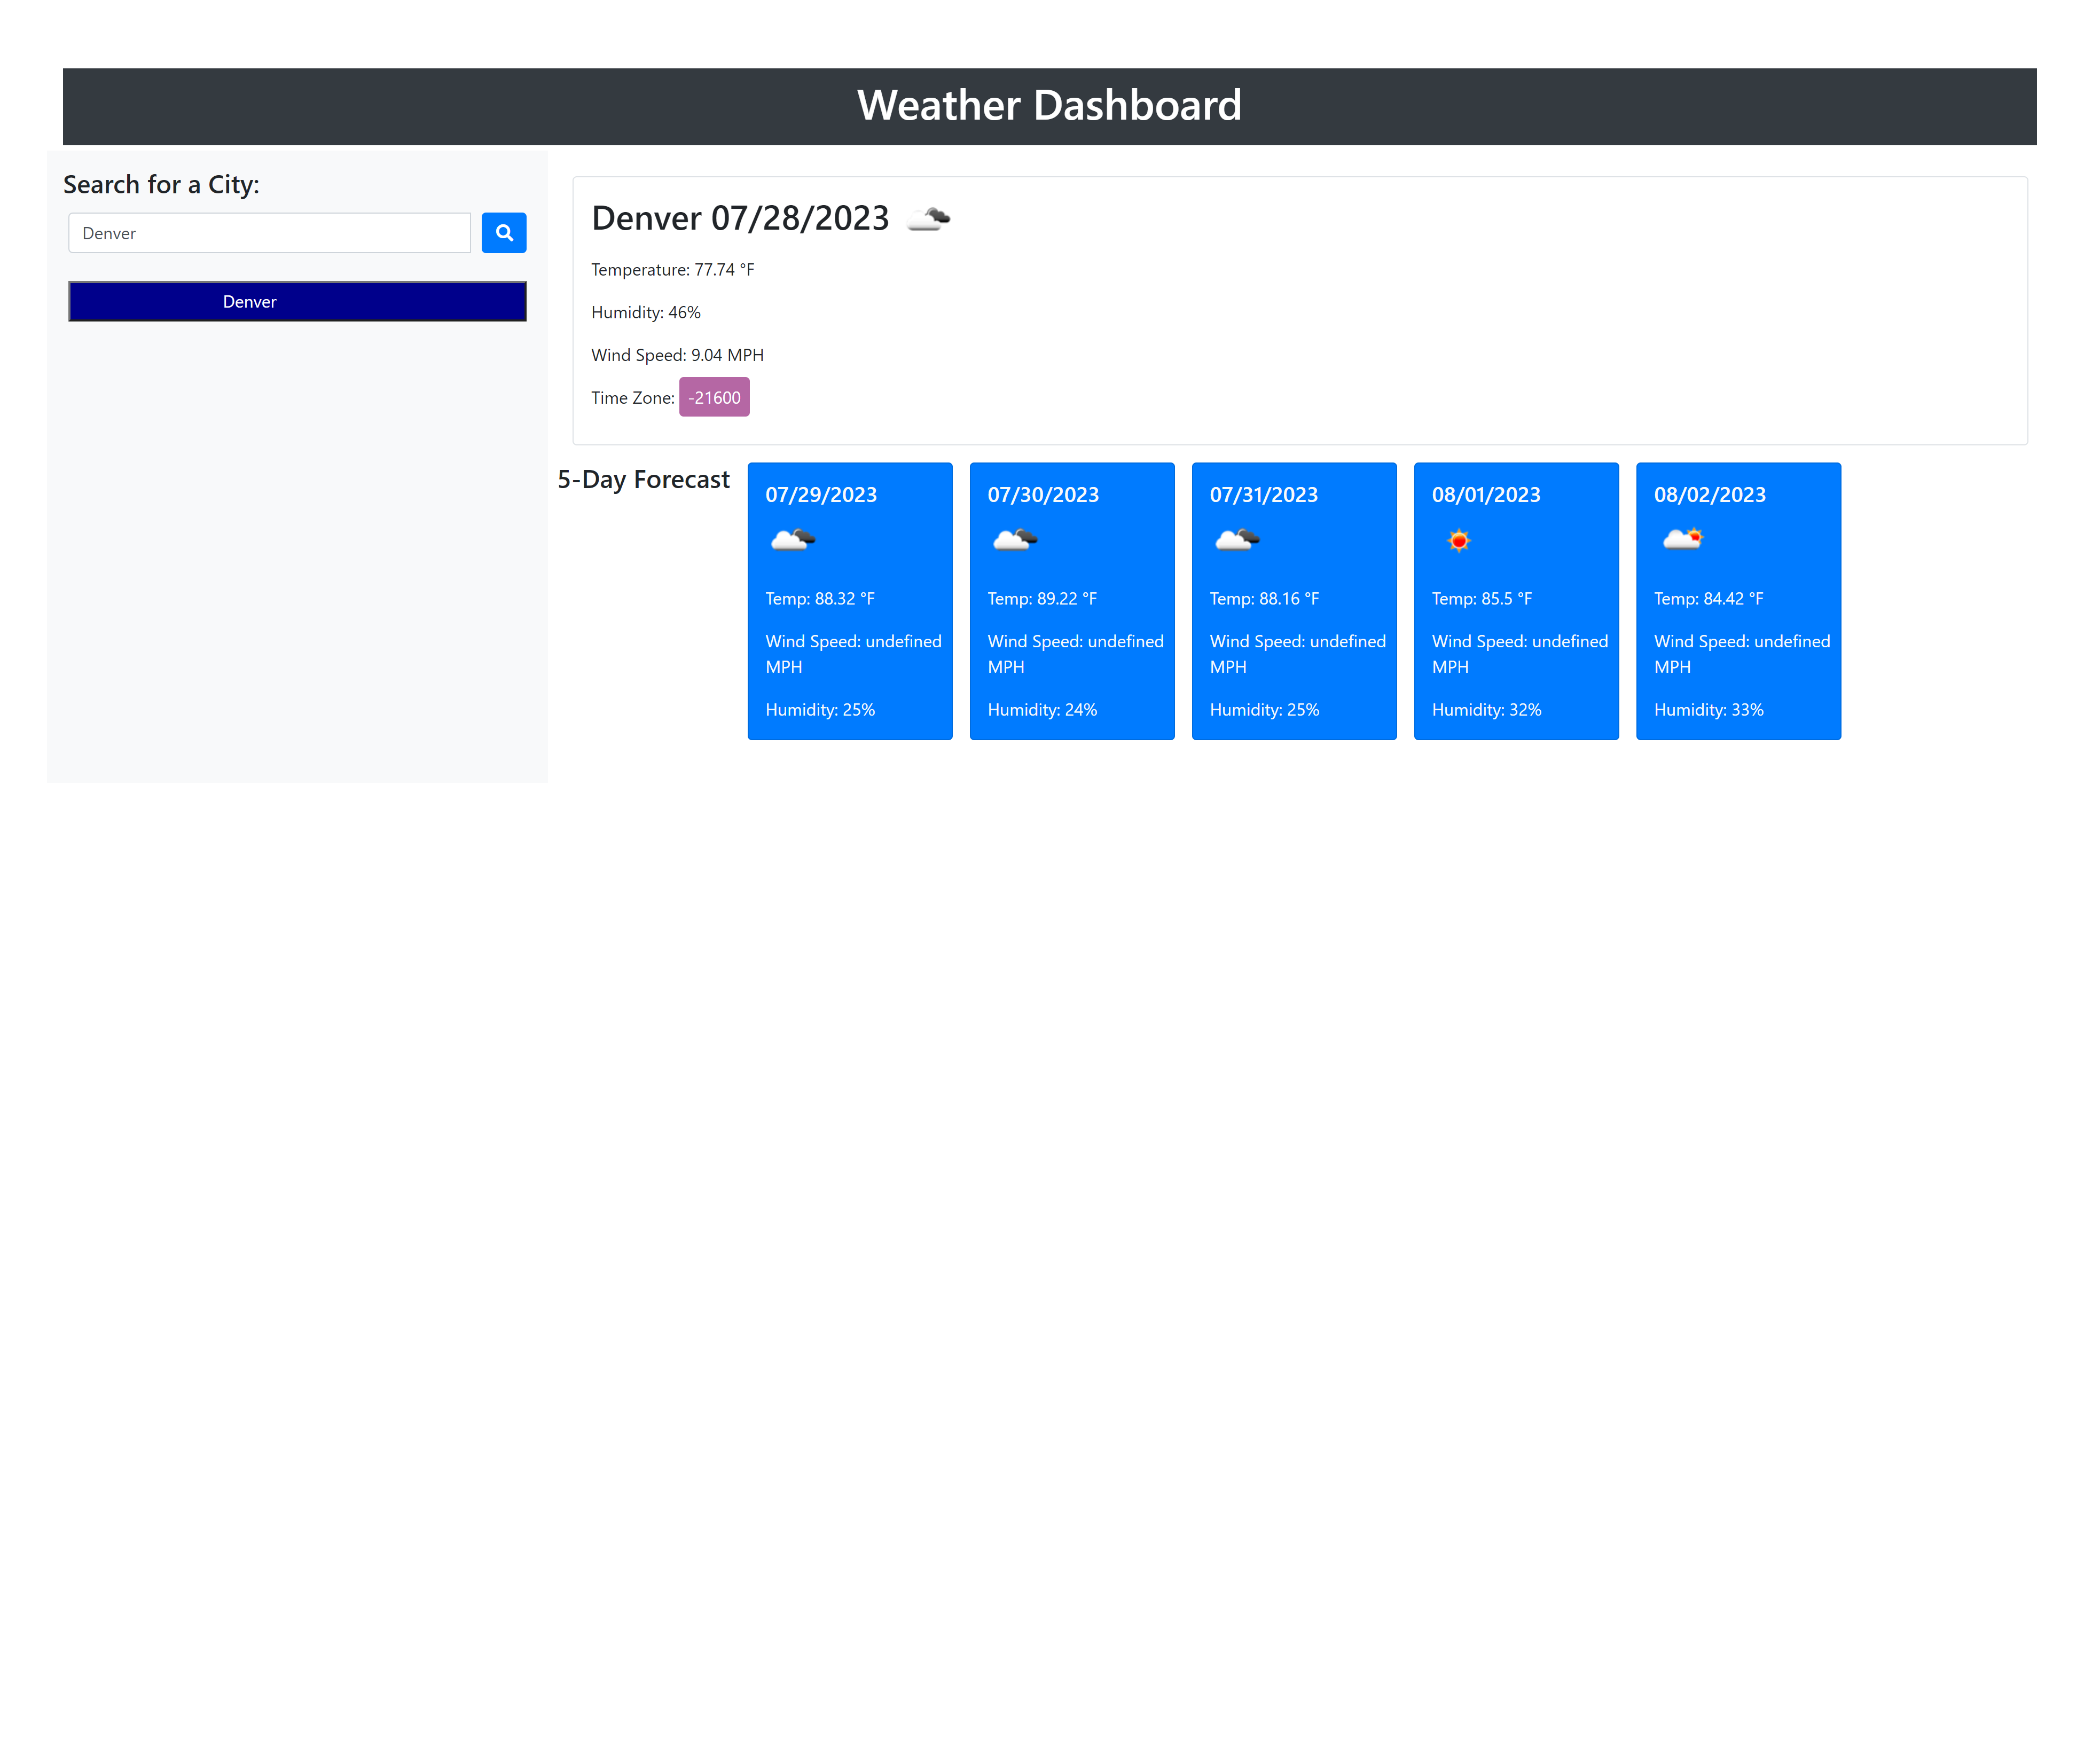 Weather Dashboard
Search for a City:
Denver
Denver
Denver 07/28/2023
Temperature: 77.74 °F
Humidity: 46%
Wind Speed: 9.04 MPH
Time Zone: -21600
5-Day Forecast
07/29/2023
Temp: 88.32 °F
Wind Speed: undefined
MPH
Humidity: 25%
07/30/2023
Temp: 89.22 °F
Wind Speed: undefined
MPH
Humidity: 24%
07/31/2023
Temp: 88.16 °F
Wind Speed: undefined
MPH
Humidity: 25%
08/01/2023
Temp: 85.5 °F
Wind Speed: undefined
MPH
Humidity: 32%
08/02/2023
Temp: 84.42 °F
Wind Speed: undefined
MPH
Humidity: 33%